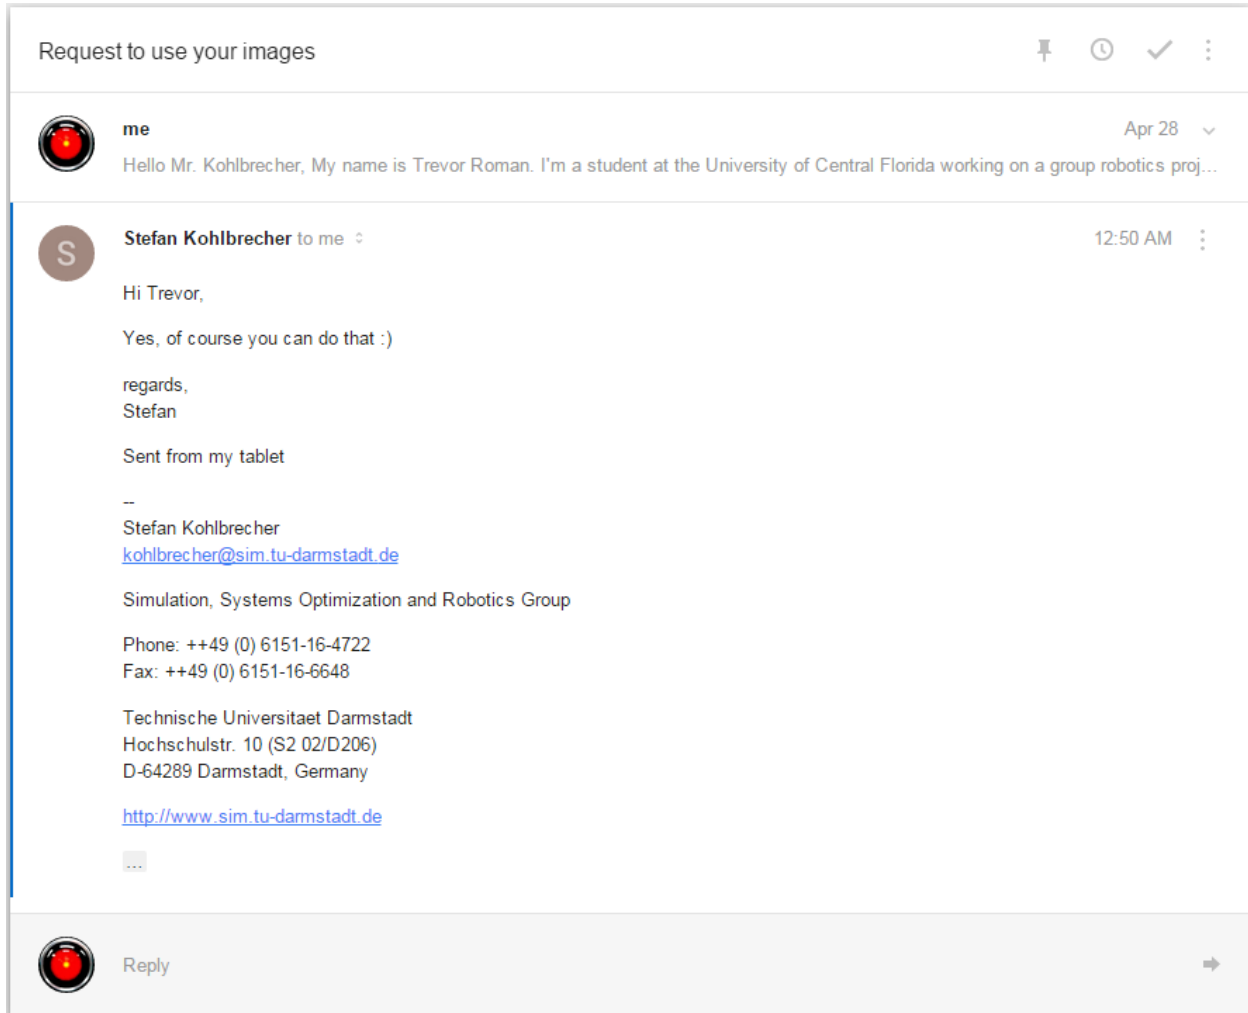 Request to use your images
me
Apr 28
Hello Mr. Kohlbrecher, My name is Trevor Roman. I'm a student at the University of Central Florida working on a group robotics proj...
S
Stefan Kohlbrecher to me
12:50 AM
Hi Trevor,
Yes, of course you can do that :)
regards,
Stefan
Sent from my tablet
--
Stefan Kohlbrecher
kohlbrecher@sim.tu-darmstadt.de
Simulation, Systems Optimization and Robotics Group
Phone: ++49 (0) 6151-16-4722
Fax: ++49 (0) 6151-16-6648
Technische Universitaet Darmstadt
Hochschulstr. 10 (S2 02/D206)
D-64289 Darmstadt, Germany
http://www.sim.tu-darmstadt.de
...
Reply